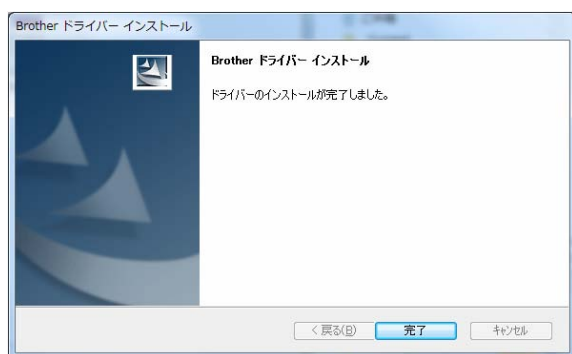 Brother ドライバー インストール
Brother ドライバー インストール
ドライバーのインストールが完了しました。
< 戻る(B)
完了
キャンセル